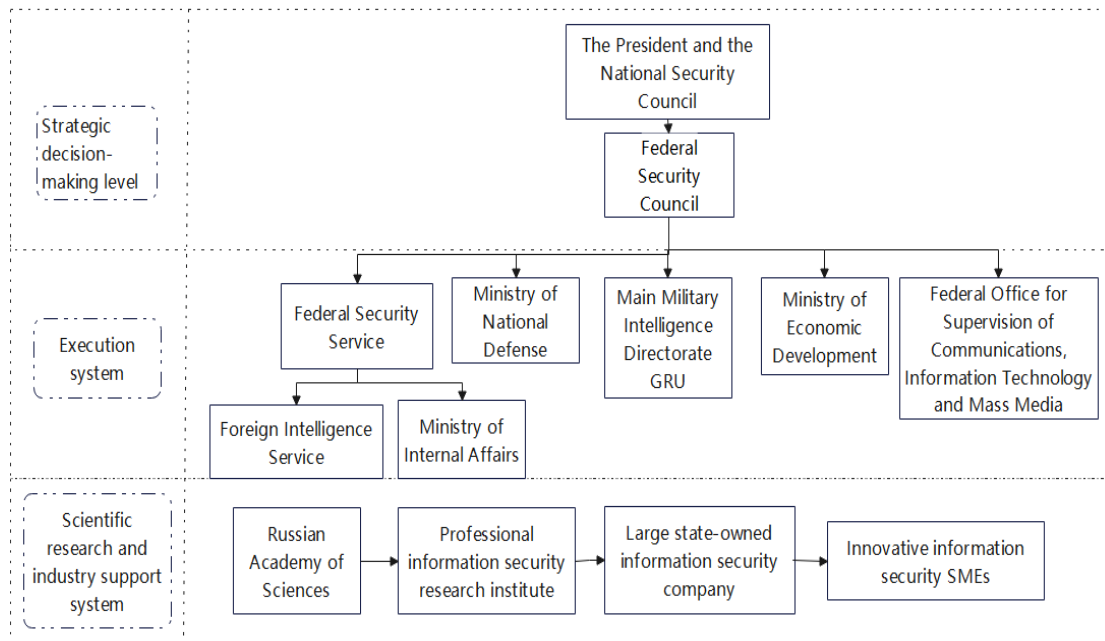 The President and the
National Security
Council
Strategic
decision-
making level
Federal
Security
Council
Execution
system
Federal Security
Service
Ministry of
National
Defense
Main Military
Intelligence
Directorate
GRU
Ministry of
Economic
Development
Federal Office for
Supervision of
Communications,
Information Technology
and Mass Media
Foreign Intelligence
Service
Ministry of
Internal Affairs
Scientific
research and
industry support
system
Russian
Academy of
Sciences
Professional
information security
research institute
Large state-owned
information security
company
Innovative information
security SMEs